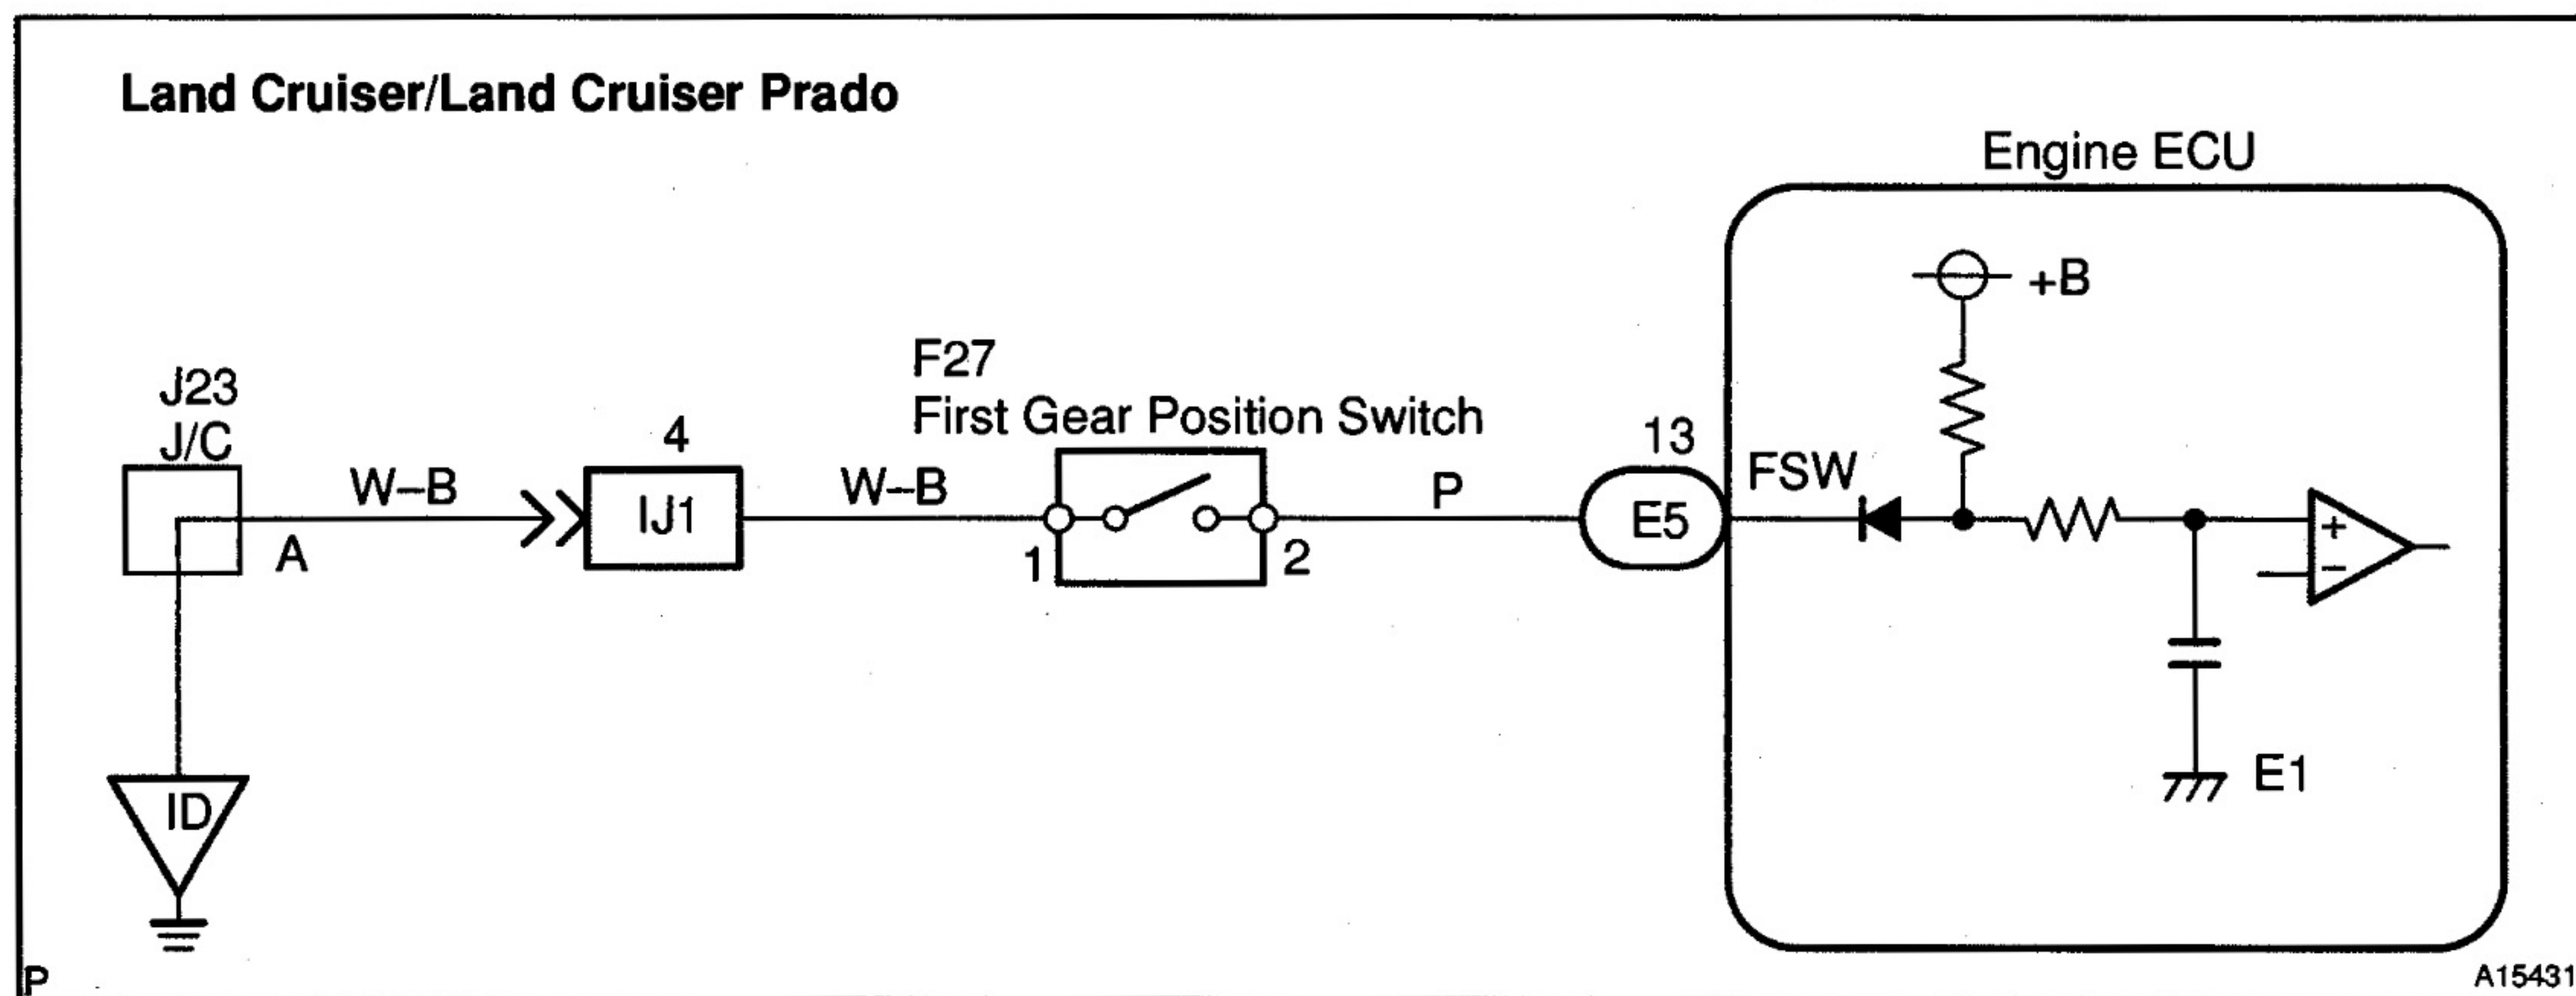 Land Cruiser/Land Cruiser Prado
Engine ECU
+B
F27
First Gear Position Switch
J23
J/C
4
13
W–B
W–B
P
FSW
IJ1
E5
A
1
2
+
–
E1
ID
P
A15431